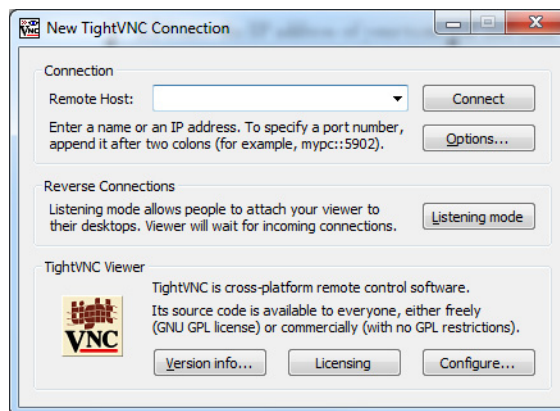 New TightVNC Connection
Connection
Remote Host:
Connect
Enter a name or an IP address. To specify a port number,
append it after two colons (for example, mypc::5902).
Options...
Reverse Connections
Listening mode allows people to attach your viewer to
their desktops. Viewer will wait for incoming connections.
Listening mode
TightVNC Viewer
TightVNC is cross-platform remote control software.
Its source code is available to everyone, either freely
(GNU GPL license) or commercially (with no GPL restrictions).
tight
VNC
Version info...
Licensing
Configure...